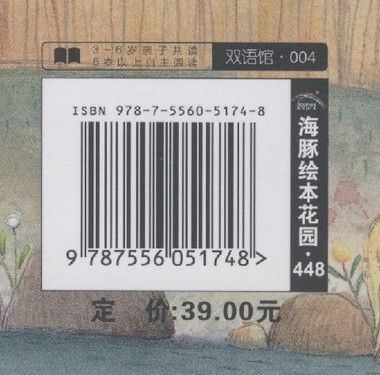 3-6岁亲子共读
6岁以上自主阅读
双语馆·004
ISBN 978-7-5560-5174-8
9 787556 051748 >
海豚绘本花园·448
定 价:39.00元